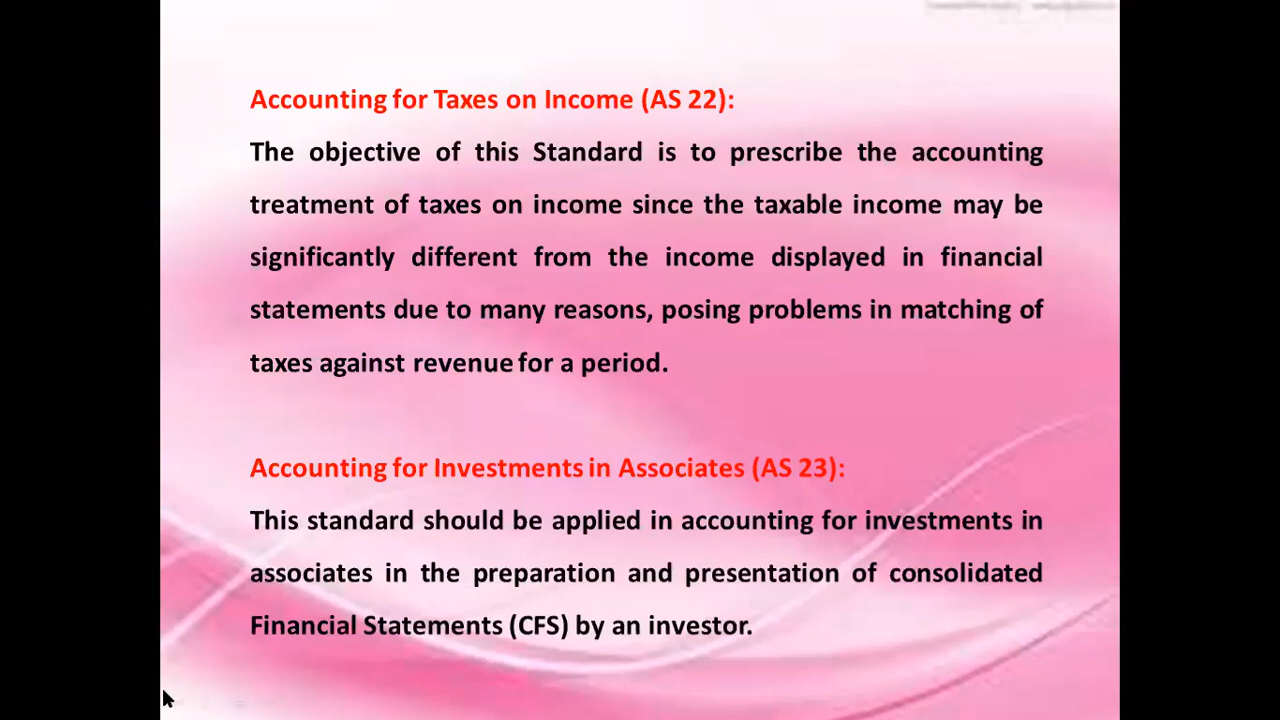 Accounting for Taxes on Income (AS 22):
The objective of this Standard is to prescribe the accounting
treatment of taxes on income since the taxable income may be
significantly different from the income displayed in financial
statements due to many reasons, posing problems in matching of
taxes against revenue for a period.
Accounting for Investments in Associates (AS 23):
This standard should be applied in accounting for investments in
associates in the preparation and presentation of consolidated
Financial Statements (CFS) by an investor.